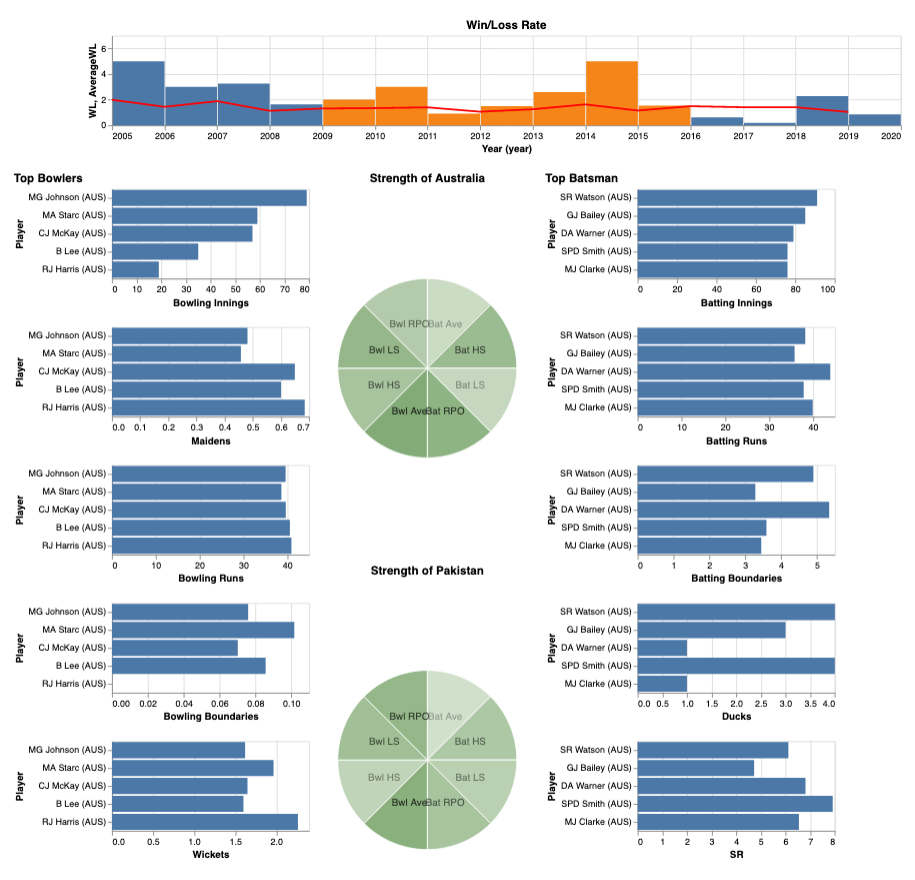 Win/Loss Rate
WL, AverageWL
6
4
2
0
2005 2006 2007 2008 2009 2010 2011 2012 2013 2014 2015 2016 2017 2018 2019 2020
Year (year)
Top Bowlers
Player
MG Johnson (AUS)
MA Starc (AUS)
CJ McKay (AUS)
B Lee (AUS)
RJ Harris (AUS)
0 10 20 30 40 50 60 70 80
Bowling Innings
Player
MG Johnson (AUS)
MA Starc (AUS)
CJ McKay (AUS)
B Lee (AUS)
RJ Harris (AUS)
0.0 0.1 0.2 0.3 0.4 0.5 0.6 0.7
Maidens
Player
MG Johnson (AUS)
MA Starc (AUS)
CJ McKay (AUS)
B Lee (AUS)
RJ Harris (AUS)
0 10 20 30 40
Bowling Runs
Player
MG Johnson (AUS)
MA Starc (AUS)
CJ McKay (AUS)
B Lee (AUS)
RJ Harris (AUS)
0.00 0.02 0.04 0.06 0.08 0.10
Bowling Boundaries
Player
MG Johnson (AUS)
MA Starc (AUS)
CJ McKay (AUS)
B Lee (AUS)
RJ Harris (AUS)
0.0 0.5 1.0 1.5 2.0
Wickets
Strength of Australia
Bwl RPO Bat Ave
Bwl LS Bat HS
Bwl HS Bat LS
Bwl Ave Bat RPO
Strength of Pakistan
Bwl RPO Bat Ave
Bwl LS Bat HS
Bwl HS Bat LS
Bwl Ave Bat RPO
Top Batsman
Player
SR Watson (AUS)
GJ Bailey (AUS)
DA Warner (AUS)
SPD Smith (AUS)
MJ Clarke (AUS)
0 20 40 60 80 100
Batting Innings
Player
SR Watson (AUS)
GJ Bailey (AUS)
DA Warner (AUS)
SPD Smith (AUS)
MJ Clarke (AUS)
0 10 20 30 40
Batting Runs
Player
SR Watson (AUS)
GJ Bailey (AUS)
DA Warner (AUS)
SPD Smith (AUS)
MJ Clarke (AUS)
0 1 2 3 4 5
Batting Boundaries
Player
SR Watson (AUS)
GJ Bailey (AUS)
DA Warner (AUS)
SPD Smith (AUS)
MJ Clarke (AUS)
0.0 0.5 1.0 1.5 2.0 2.5 3.0 3.5 4.0
Ducks
Player
SR Watson (AUS)
GJ Bailey (AUS)
DA Warner (AUS)
SPD Smith (AUS)
MJ Clarke (AUS)
0 1 2 3 4 5 6 7 8
SR